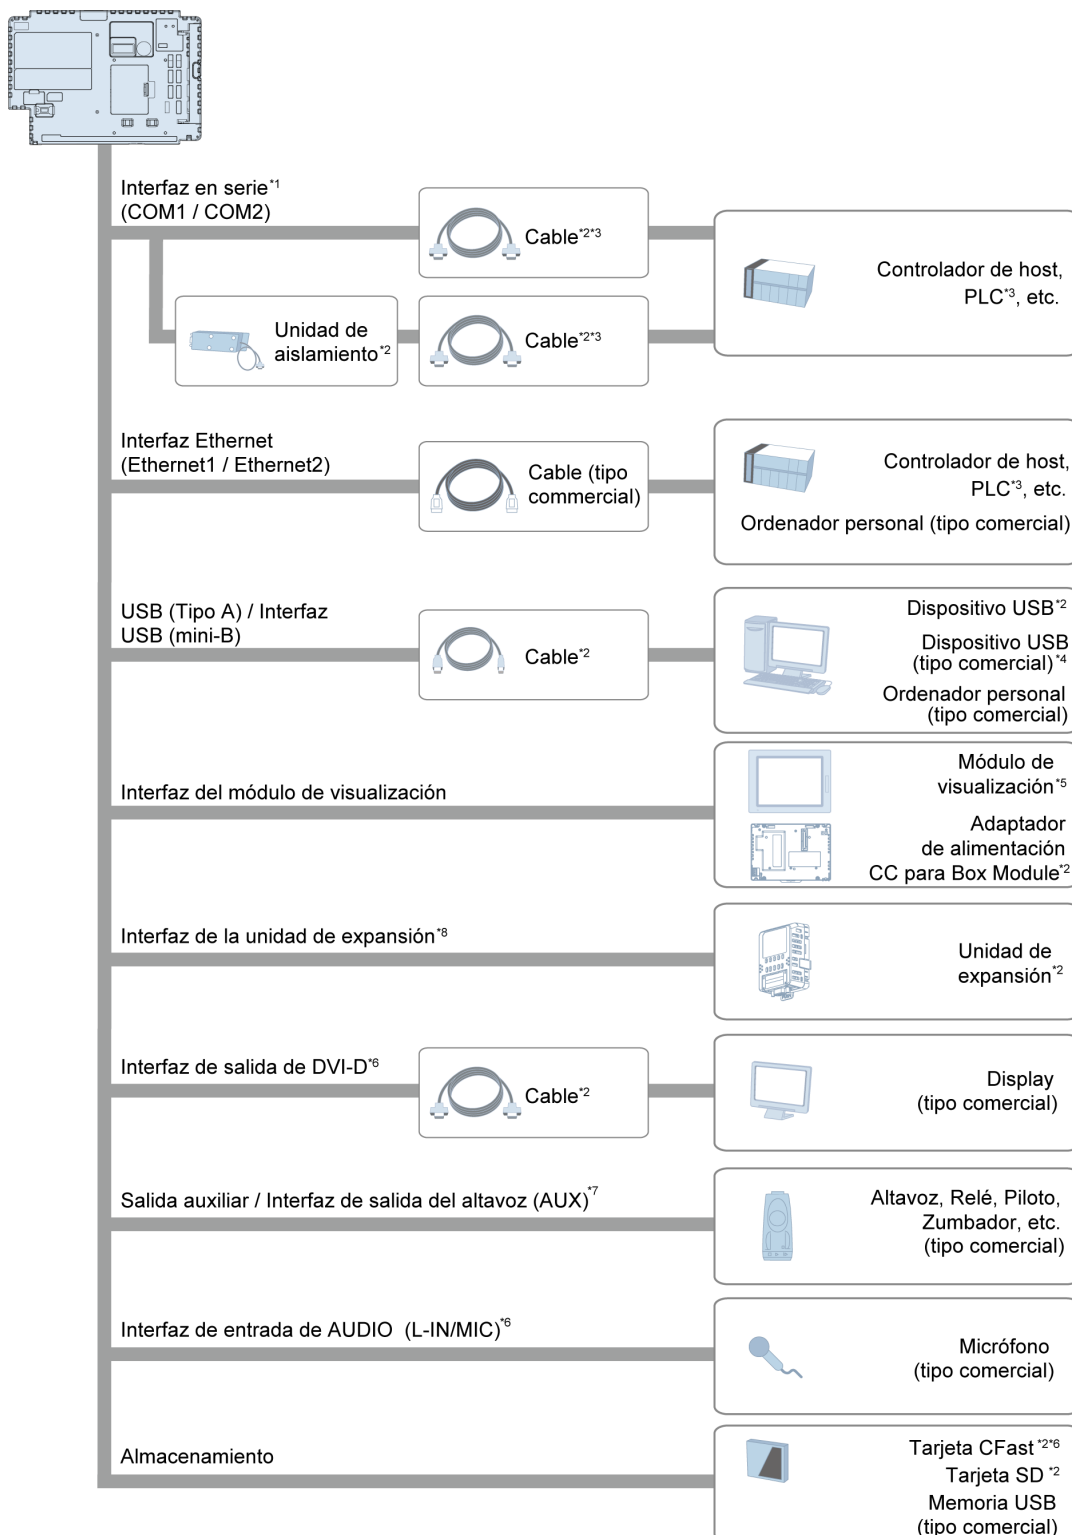 Interfaz en serie*1
(COM1 / COM2)
Cable*2*3
Controlador de host,
PLC*3, etc.
Unidad de
aislamiento*2
Cable*2*3
Interfaz Ethernet
(Ethernet1 / Ethernet2)
Cable (tipo
commercial)
Controlador de host,
PLC*3, etc.
Ordenador personal (tipo comercial)
USB (Tipo A) / Interfaz
USB (mini-B)
Cable*2
Dispositivo USB*2
Dispositivo USB
(tipo comercial)*4
Ordenador personal
(tipo comercial)
Interfaz del módulo de visualización
Módulo de
visualización*5
Adaptador
de alimentación
CC para Box Module*2
Interfaz de la unidad de expansión*8
Unidad de
expansión*2
Interfaz de salida de DVI-D*6
Cable*2
Display
(tipo comercial)
Salida auxiliar / Interfaz de salida del altavoz (AUX)*7
Altavoz, Relé, Piloto,
Zumbador, etc.
(tipo comercial)
Interfaz de entrada de AUDIO (L-IN/MIC)*6
Micrófono
(tipo comercial)
Almacenamiento
Tarjeta CFast *2*6
Tarjeta SD *2
Memoria USB
(tipo comercial)